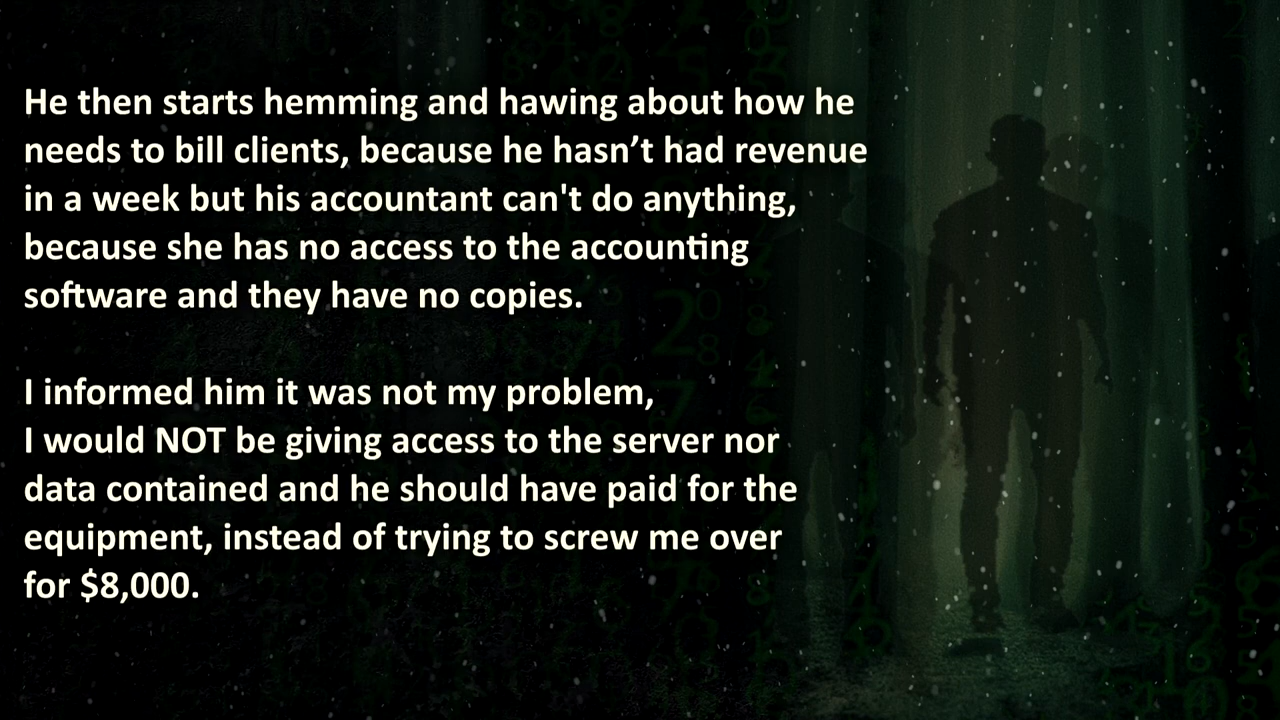 He then starts hemming and hawing about how he
needs to bill clients, because he hasn’t had revenue
in a week but his accountant can't do anything,
because she has no access to the accounting
software and they have no copies.
I informed him it was not my problem,
I would NOT be giving access to the server nor
data contained and he should have paid for the
equipment, instead of trying to screw me over
for $8,000.